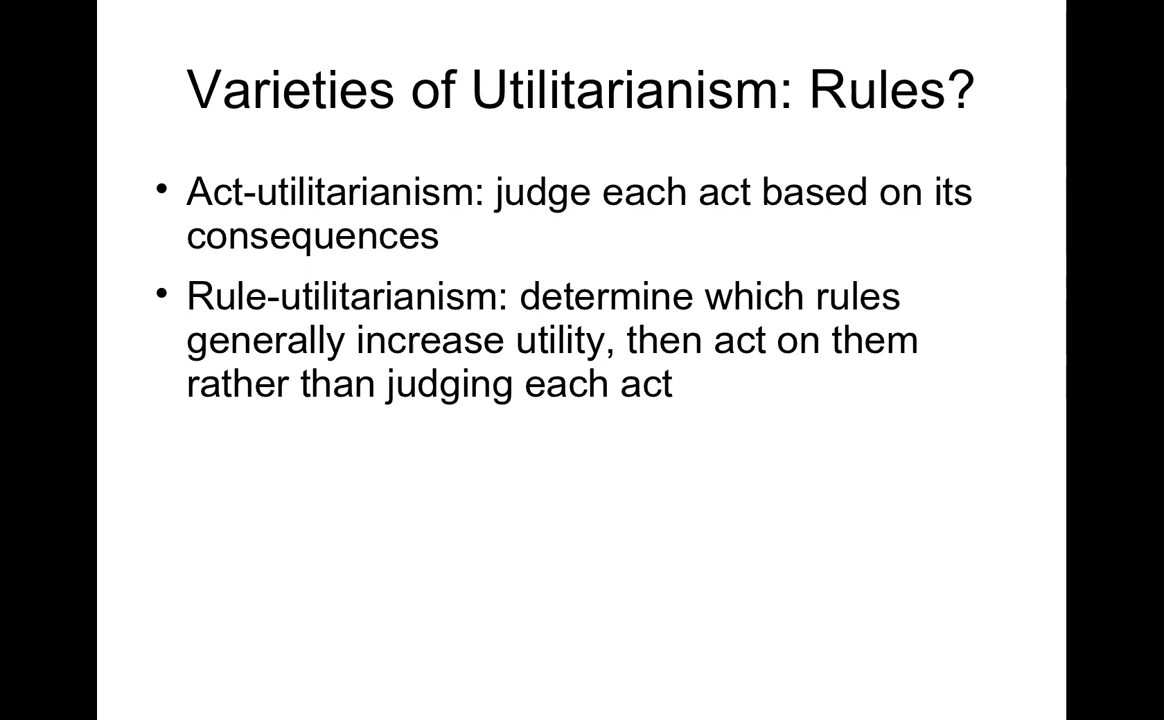 Varieties of Utilitarianism: Rules?
• Act-utilitarianism: judge each act based on its
consequences
• Rule-utilitarianism: determine which rules
generally increase utility, then act on them
rather than judging each act